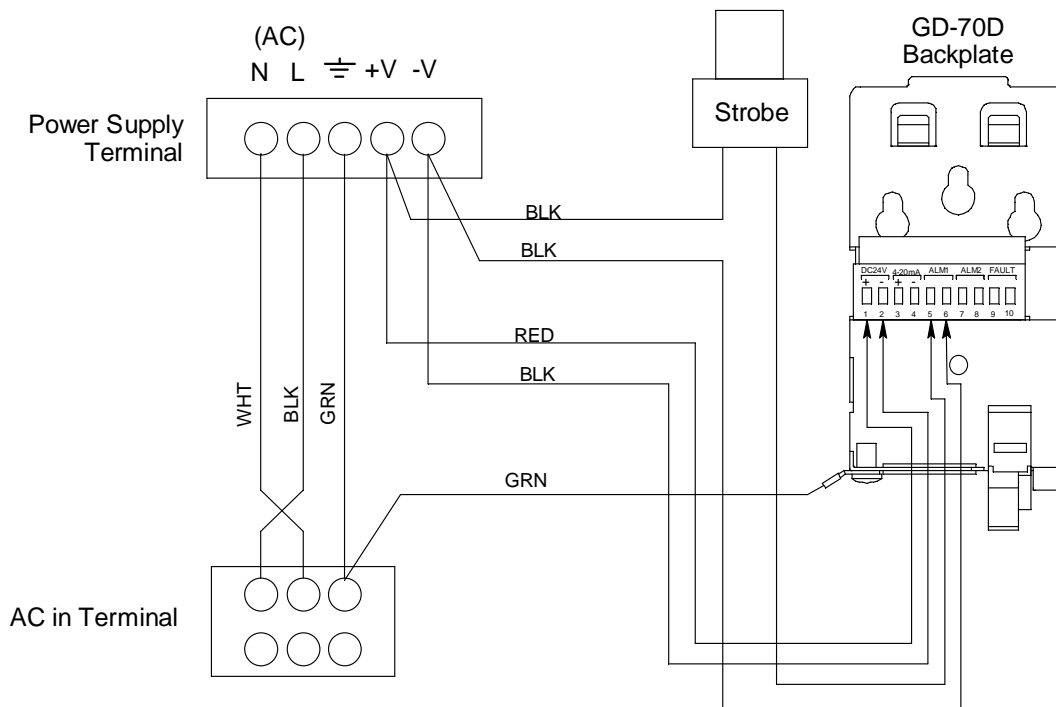 (AC)
N L +V -V
Power Supply
Terminal
Strobe
GD-70D
Backplate
BLK
BLK
DC24V 4-20mA ALM1 ALM2 FAULT
+ - + -
1 2 3 4 5 6 7 8 9 10
RED
BLK
WHT
BLK
GRN
GRN
AC in Terminal